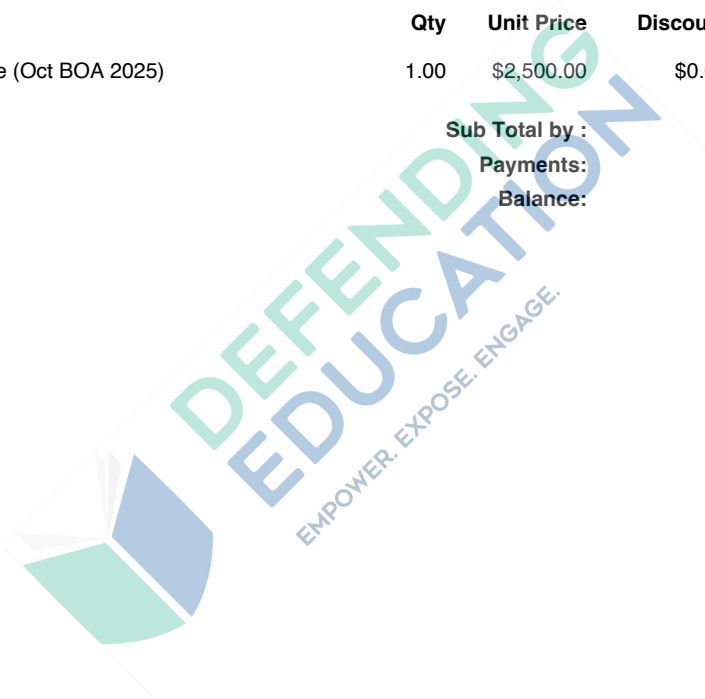 Qty Unit Price Discou
e (Oct BOA 2025) 1.00 $2,500.00 $0.
Sub Total by :
Payments:
Balance:
DEFENDING
EDUCATION
EMPOWER. EXPOSE. ENGAGE.